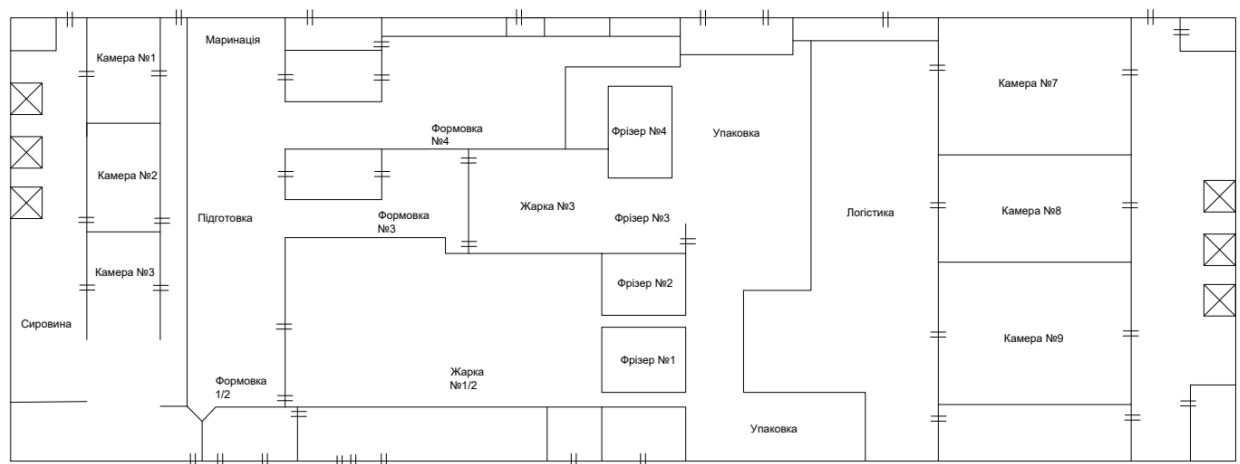 Маринація
Камера №1
Камера №7
Формовка
№4
Фрізер №4
Упаковка
Камера №2
Підготовка
Формовка
№3
Жарка №3
Фрізер №3
Логістика
Камера №8
Камера №3
Фрізер №2
Сировина
Фрізер №1
Камера №9
Формовка
1/2
Жарка
№1/2
Упаковка